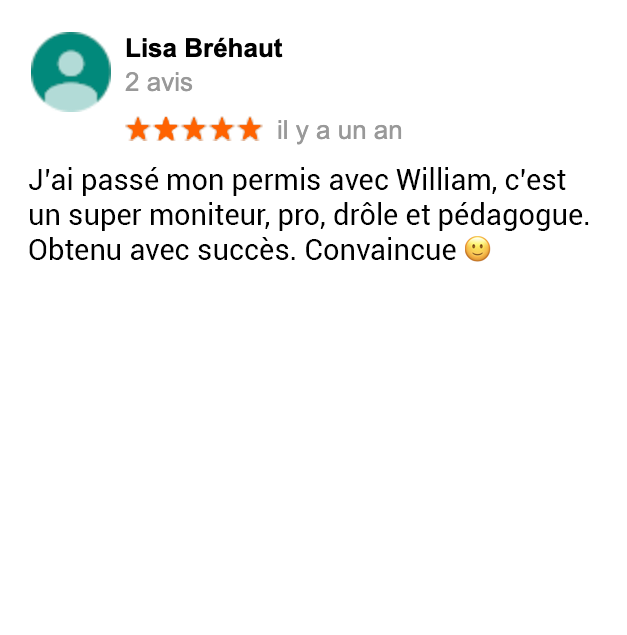 Lisa Bréhaut
2 avis
★★★★★ il y a un an
J'ai passé mon permis avec William, c'est
un super moniteur, pro, drôle et pédagogue.
Obtenu avec succès. Convaincue 🙂